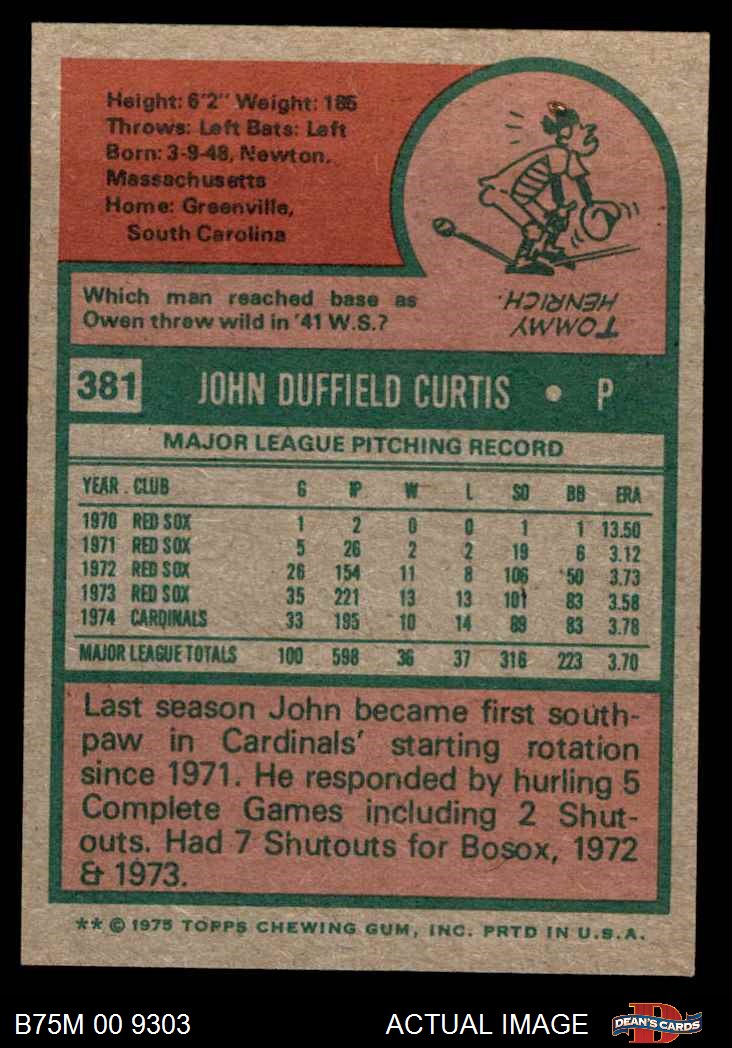 Height: 6'2" Weight: 185
Throws: Left Bats: Left
Born: 3-9-48, Newton,
Massachusetts
Home: Greenville,
South Carolina
Which man reached base as
Owen threw wild in '41 W.S.?
TOMMY
HENRICH.
381 JOHN DUFFIELD CURTIS • P
MAJOR LEAGUE PITCHING RECORD
YEAR . CLUB G IP W L SO BB ERA
1970 RED SOX 1 2 0 0 1 1 13.50
1971 RED SOX 5 26 2 2 19 6 3.12
1972 RED SOX 26 154 11 8 106 50 3.73
1973 RED SOX 35 221 13 13 101 83 3.58
1974 CARDINALS 33 195 10 14 89 83 3.78
MAJOR LEAGUE TOTALS 100 598 36 37 316 223 3.70
Last season John became first south-
paw in Cardinals' starting rotation
since 1971. He responded by hurling 5
Complete Games including 2 Shut-
outs. Had 7 Shutouts for Bosox, 1972
& 1973.
** © 1975 TOPPS CHEWING GUM, INC. PRTD IN U.S.A.
B75M 00 9303 ACTUAL IMAGE
D
DEAN'S CARDS